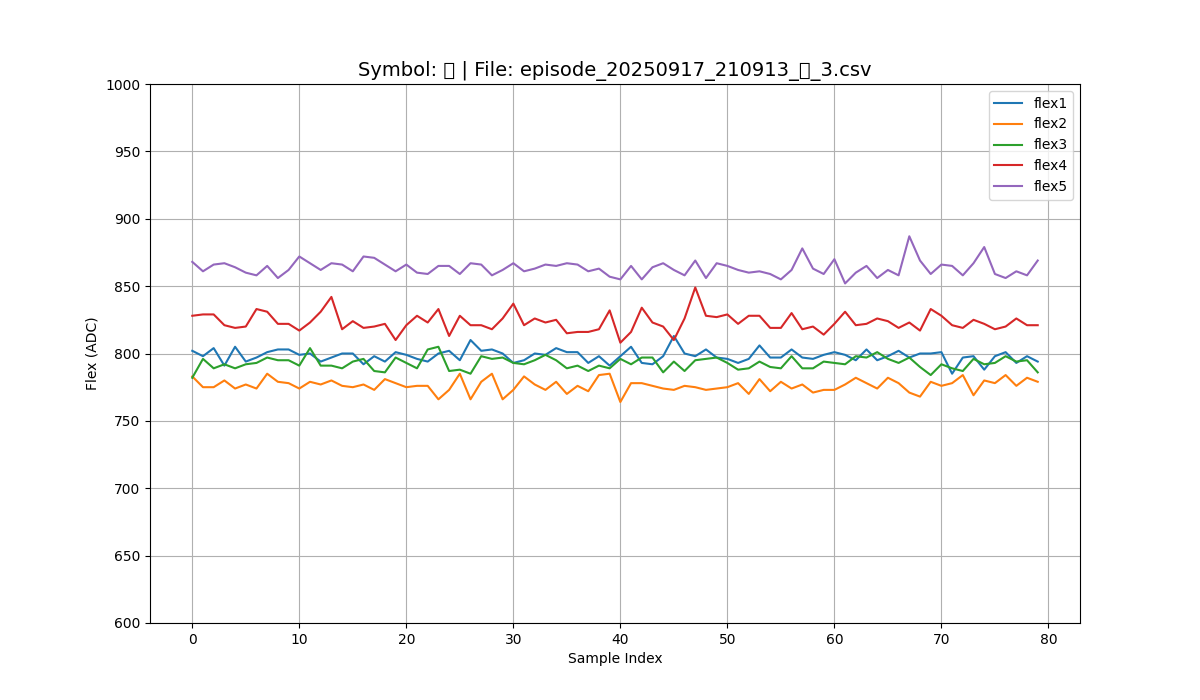 Symbol: | File: episode_20250917_210913_ _3.csv
1000
950
900
850
800
750
700
650
600
Flex (ADC)
flex1
flex2
flex3
flex4
flex5
0 10 20 30 40 50 60 70 80
Sample Index